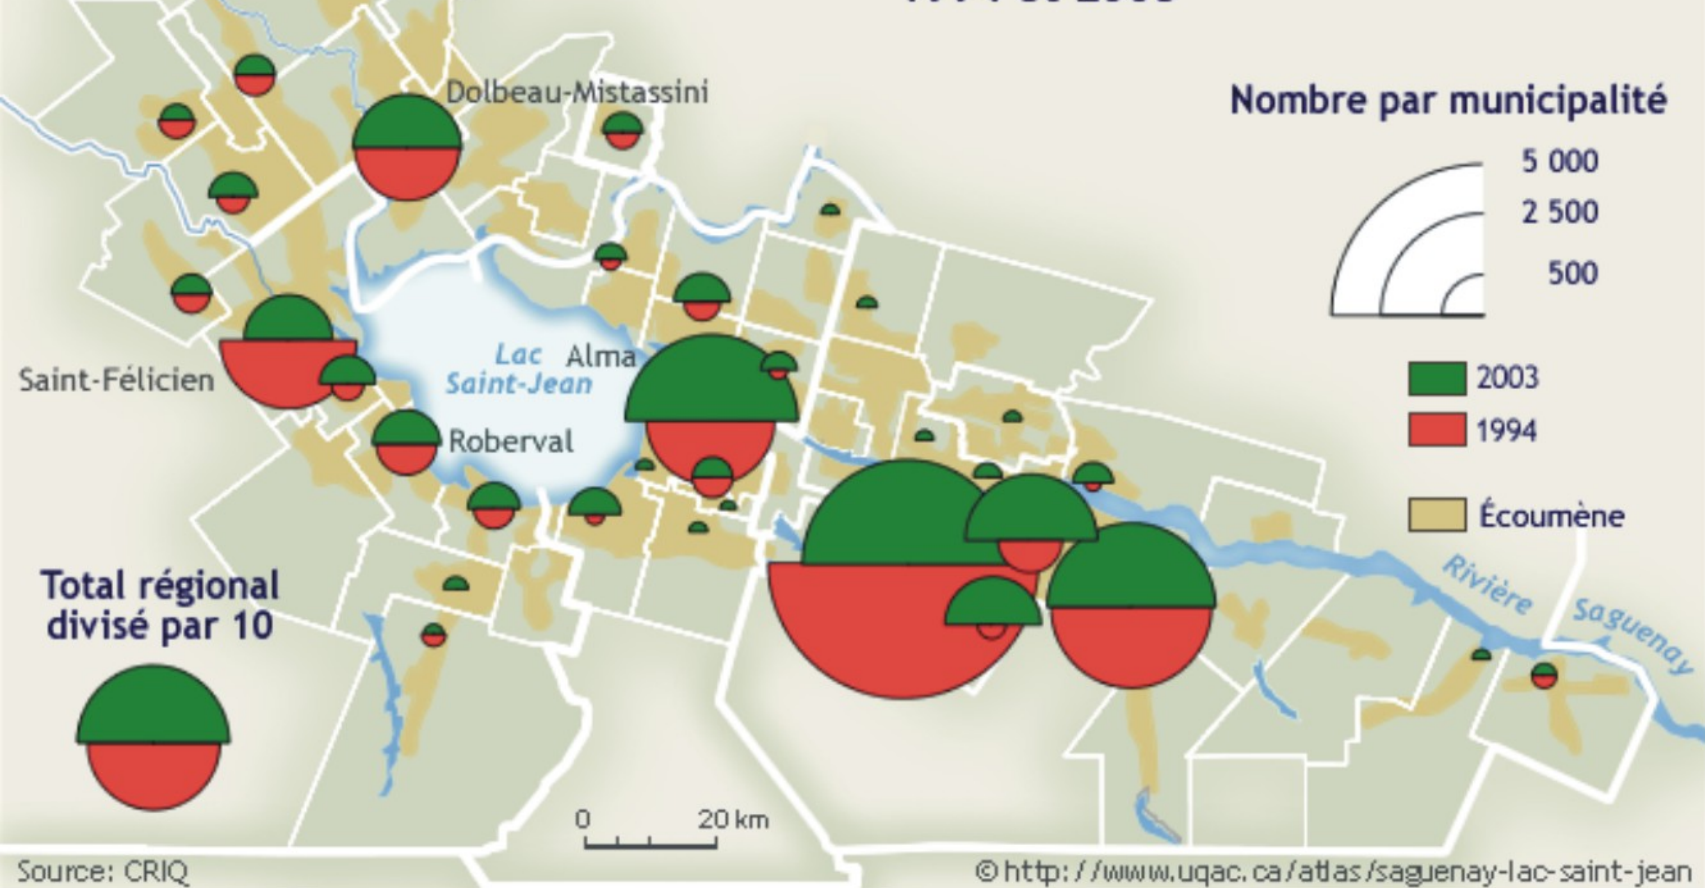 Dolbeau-Mistassini
Nombre par municipalité
5 000
2 500
500
Lac
Saint-Jean
Alma
Saint-Félicien
2003
1994
Roberval
Écoumène
Total régional
divisé par 10
Rivière
Saguenay
0
20 km
Source: CRIQ
©http://www.uqac.ca/atlas/saguenay-lac-saint-jean